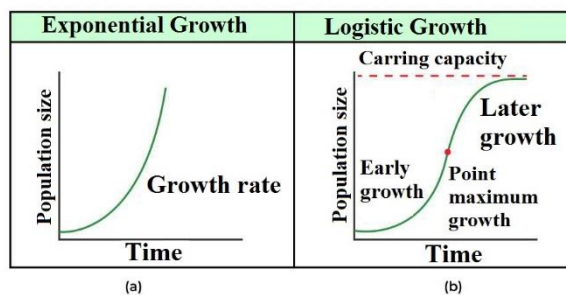 Exponential Growth
Population size
Growth rate
Time
(a)
Logistic Growth
Carring capacity
Population size
Later
growth
Early
growth
Point
maximum
growth
Time
(b)